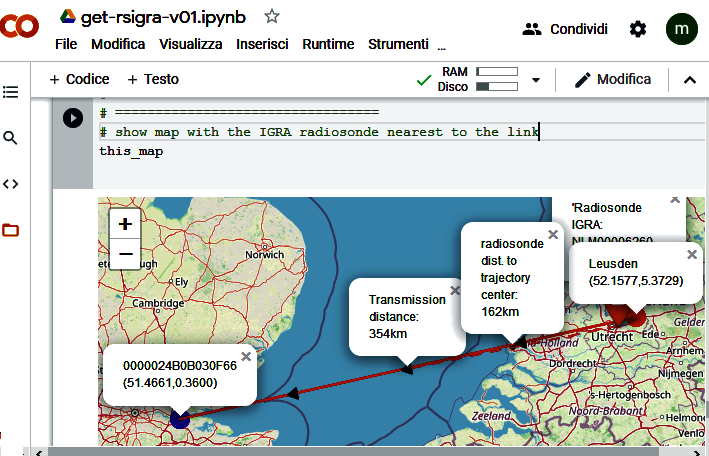 get-rsigra-v01.ipynb
Condividi
m
File Modifica Visualizza Inserisci Runtime Strumenti ...
+ Codice + Testo
RAM
Disco
Modifica
# =================================
# show map with the IGRA radiosonde nearest to the link
this_map
+
−
'Radiosonde
IGRA:
NLM00006260
radiosonde
dist. to
trajectory
center:
162km
Leusden
(52.1577,5.3729)
Transmission
distance:
354km
0000024B0B030F66
(51.4661,0.3600)
Norwich
Ely
Cambridge
Utrecht
Ede
Gelder
Arnhem
Dordrecht
Nijmegen
's-Hertogenbosch
Noord-Brabant
Zeeland
Helmond
Venlo